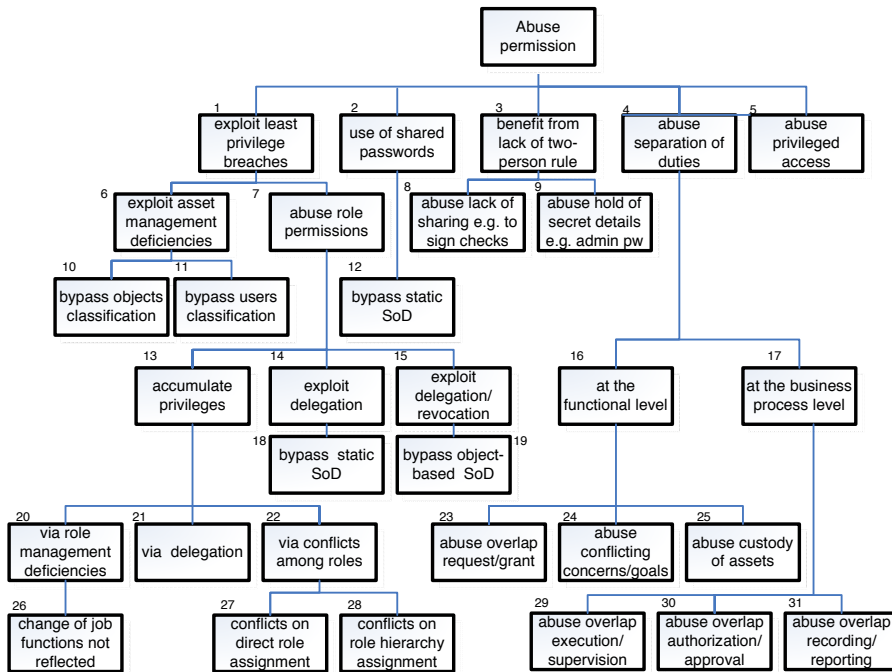 Abuse
permission
1
exploit least
privilege
breaches
2
use of shared
passwords
3
benefit from
lack of two-
person rule
4
abuse
separation of
duties
5
abuse
privileged
access
6
exploit asset
management
deficiencies
7
abuse role
permissions
8
abuse lack of
sharing e.g. to
sign checks
9
abuse hold of
secret details
e.g. admin pw
10
bypass objects
classification
11
bypass users
classification
12
bypass static
SoD
13
accumulate
privileges
14
exploit
delegation
15
exploit
delegation/
revocation
16
at the
functional level
17
at the business
process level
18
bypass static
SoD
19
bypass object-
based SoD
20
via role
management
deficiencies
21
via delegation
22
via conflicts
among roles
23
abuse overlap
request/grant
24
abuse
conflicting
concerns/goals
25
abuse custody
of assets
26
change of job
functions not
reflected
27
conflicts on
direct role
assignment
28
conflicts on
role hierarchy
assignment
29
abuse overlap
execution/
supervision
30
abuse overlap
authorization/
approval
31
abuse overlap
recording/
reporting